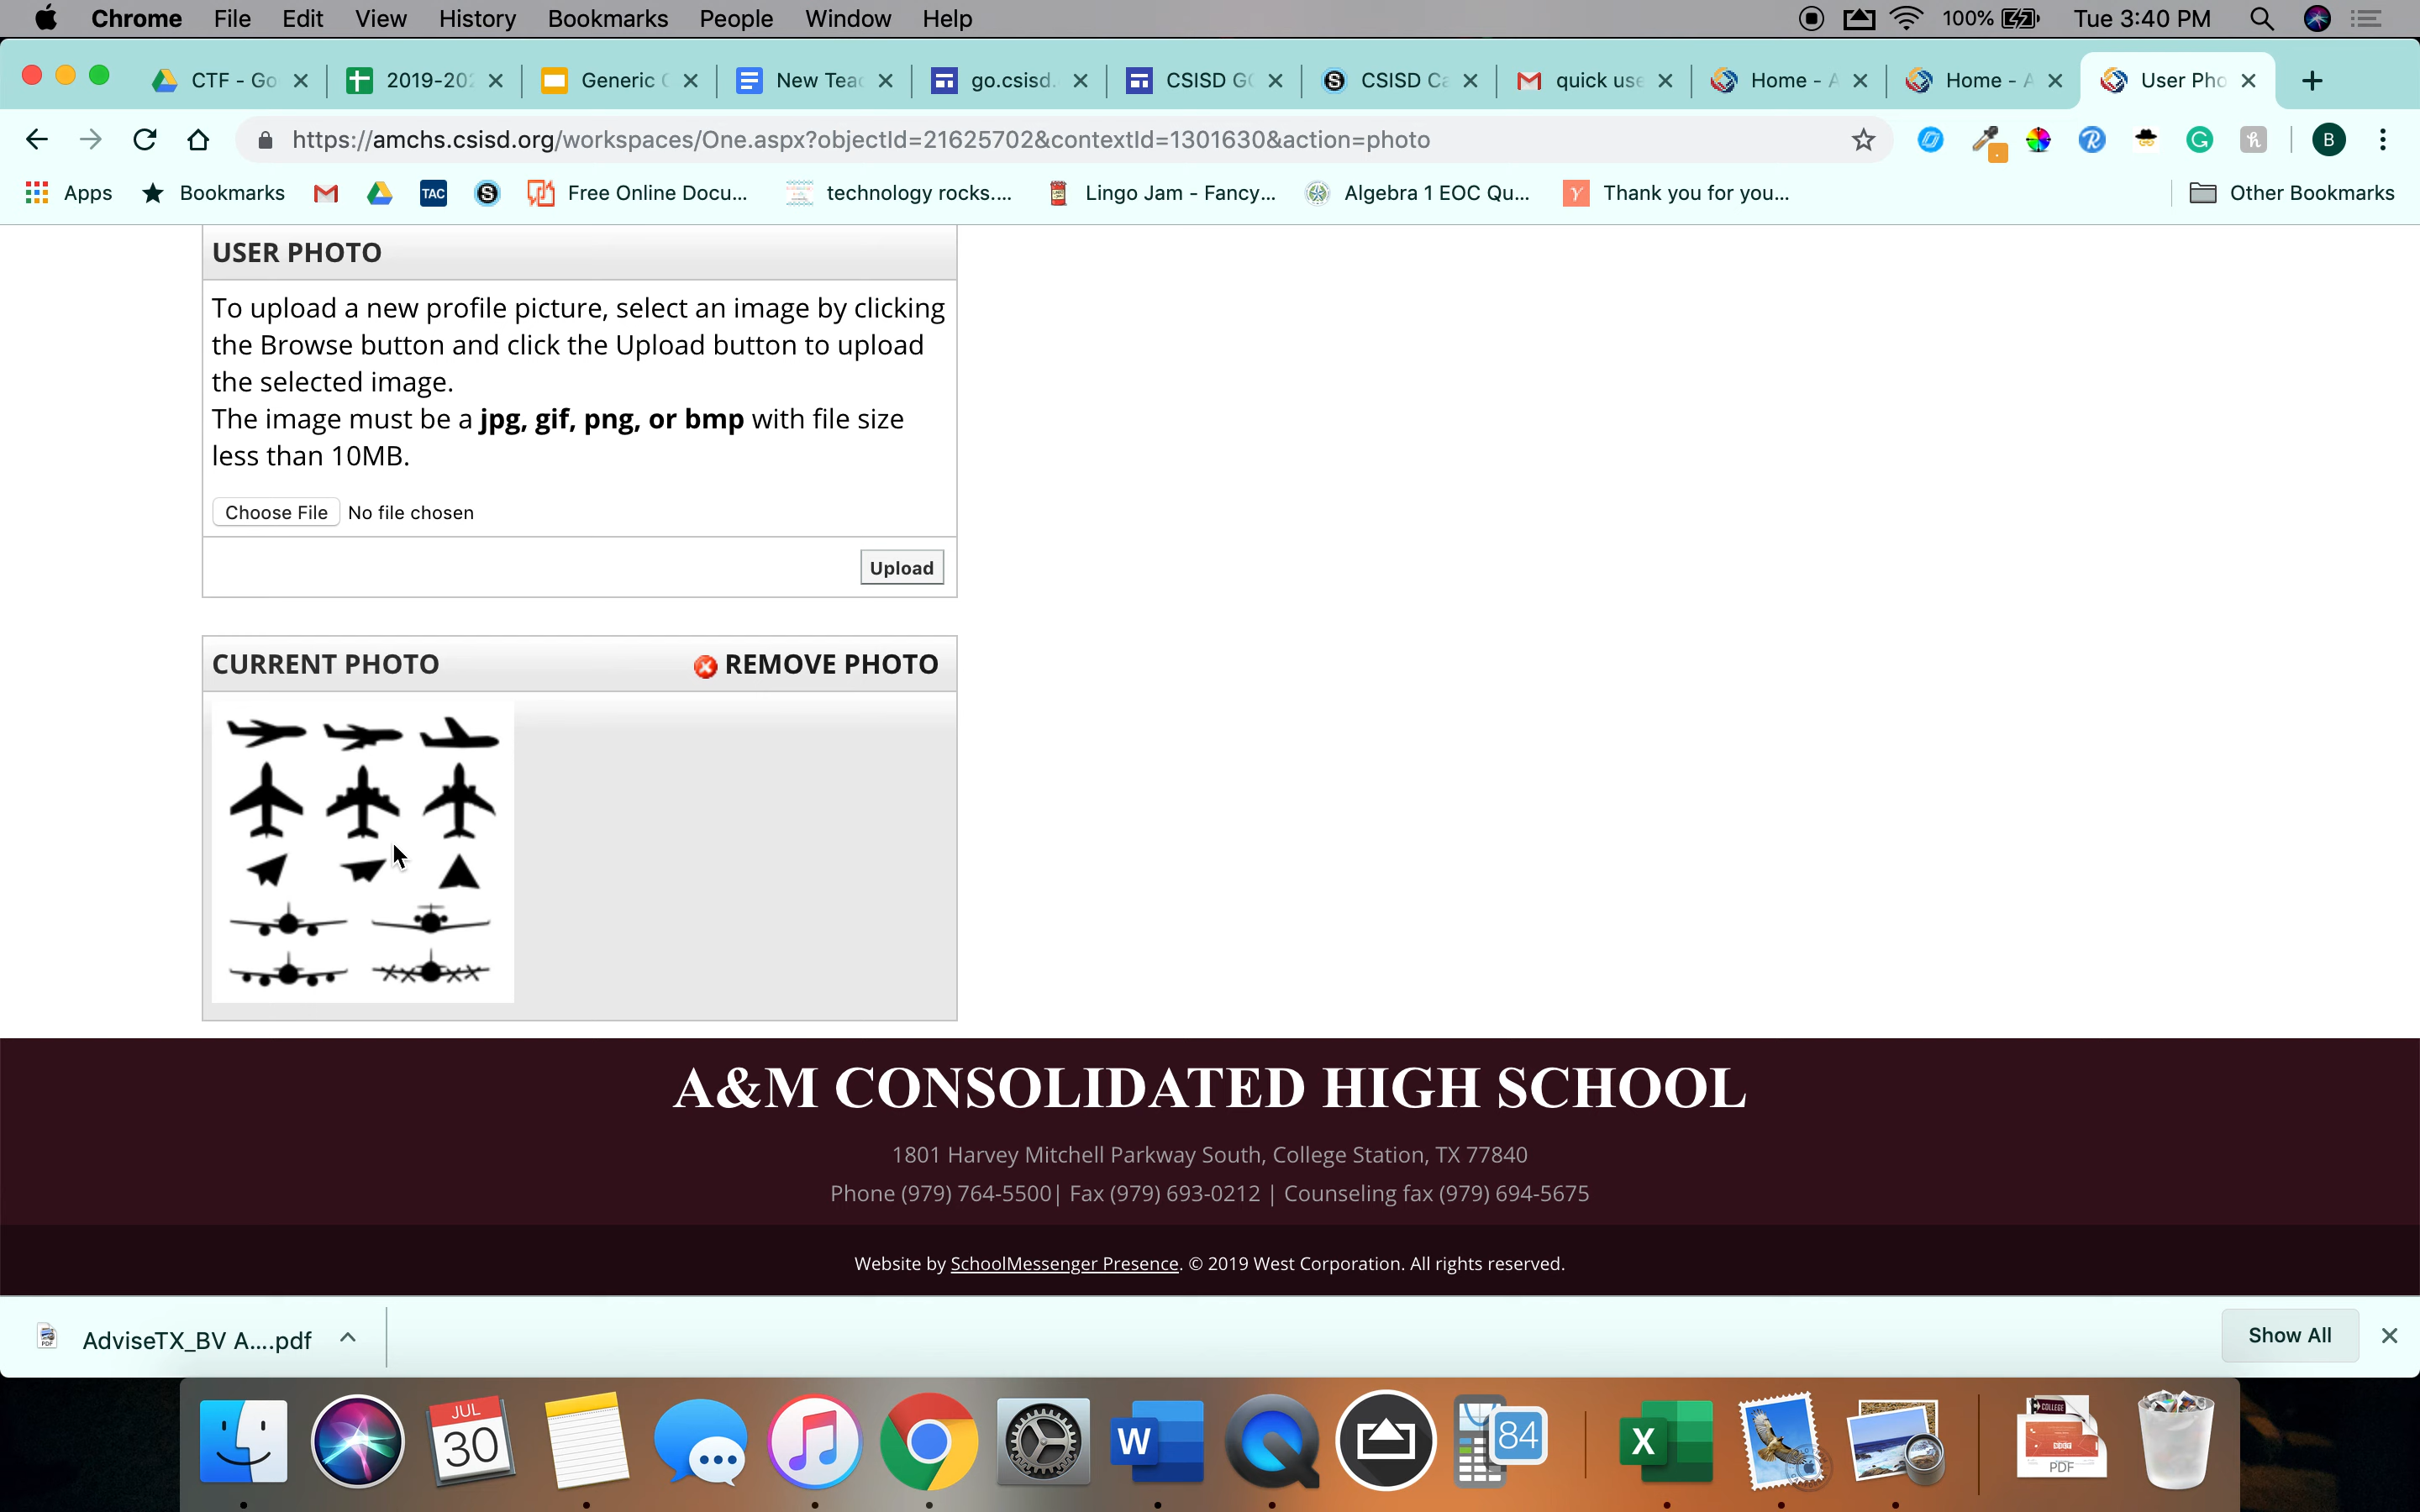 Chrome File Edit View History Bookmarks People Window Help 100% Tue 3:40 PM
CTF - Go 2019-202 Generic New Teac go.csisd. CSISD G CSISD Ca quick use Home - A Home - A User Pho
https://amchs.csisd.org/workspaces/One.aspx?objectId=21625702&contextId=1301630&action=photo B
Apps Bookmarks TAC Free Online Docu... technology rocks.... Lingo Jam - Fancy... Algebra 1 EOC Qu... Thank you for you... Other Bookmarks
USER PHOTO
To upload a new profile picture, select an image by clicking
the Browse button and click the Upload button to upload
the selected image.
The image must be a jpg, gif, png, or bmp with file size
less than 10MB.
Choose File No file chosen
Upload
CURRENT PHOTO REMOVE PHOTO
A&M CONSOLIDATED HIGH SCHOOL
1801 Harvey Mitchell Parkway South, College Station, TX 77840
Phone (979) 764-5500| Fax (979) 693-0212 | Counseling fax (979) 694-5675
Website by SchoolMessenger Presence. © 2019 West Corporation. All rights reserved.
AdviseTX_BV A....pdf Show All
JUL
30
W
84
X
COLLEGE
PDF